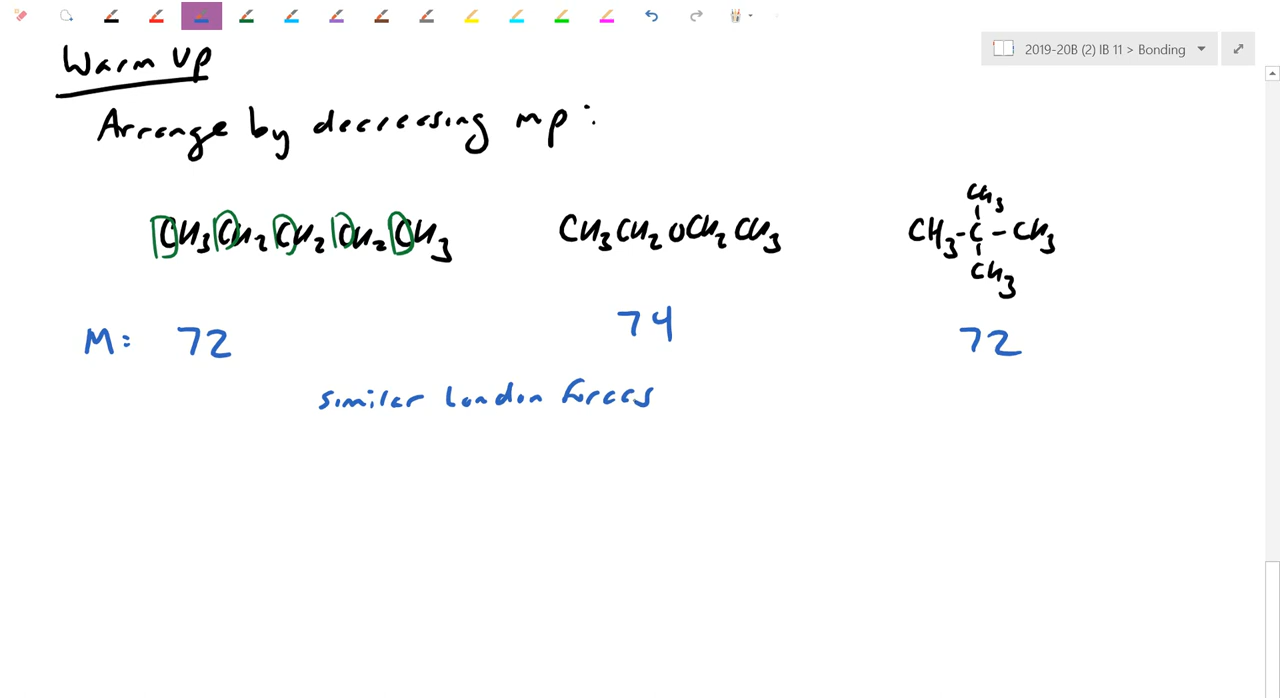 2019-20B (2) IB 11 > Bonding
Warm up
Arrange by decreasing mp:
CH3CH2CH2CH2CH3 CH3CH2OCH2CH3
CH3
CH3-C-CH3
CH3
M: 72 74 72
similar london forces